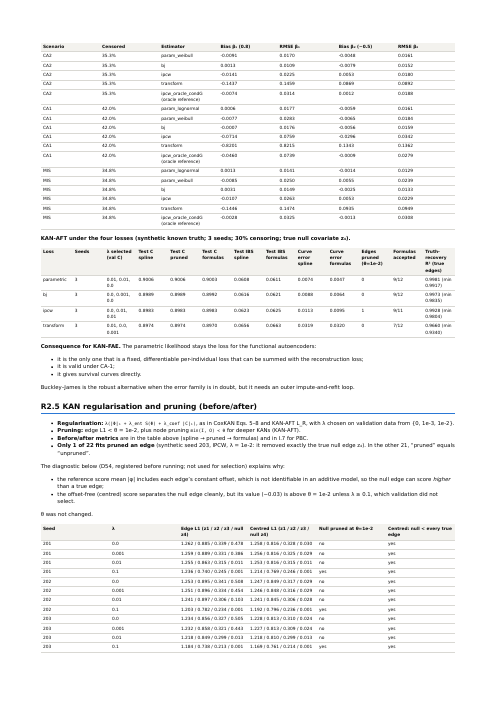 Scenario Censored Estimator Bias β₁ (0.8) RMSE β₁ Bias β₂ (−0.5) RMSE β₂
CA2 35.3% param_weibull -0.0091 0.0170 -0.0048 0.0161
CA2 35.3% bj 0.0013 0.0109 -0.0079 0.0152
CA2 35.3% ipcw -0.0141 0.0225 0.0053 0.0180
CA2 35.3% transform -0.1437 0.1459 0.0869 0.0892
CA2 35.3% ipcw_oracle_condG -0.0074 0.0314 0.0012 0.0188
(oracle reference)
CA1 42.0% param_lognormal 0.0006 0.0177 -0.0059 0.0161
CA1 42.0% param_weibull -0.0077 0.0283 -0.0065 0.0184
CA1 42.0% bj -0.0007 0.0176 -0.0056 0.0159
CA1 42.0% ipcw -0.0714 0.0759 -0.0296 0.0342
CA1 42.0% transform -0.8201 0.8215 0.1343 0.1362
CA1 42.0% ipcw_oracle_condG -0.0460 0.0739 -0.0009 0.0279
(oracle reference)
MIS 34.8% param_lognormal 0.0013 0.0141 -0.0014 0.0129
MIS 34.8% param_weibull -0.0085 0.0250 0.0055 0.0239
MIS 34.8% bj 0.0031 0.0149 -0.0025 0.0133
MIS 34.8% ipcw -0.0107 0.0263 0.0053 0.0229
MIS 34.8% transform -0.1446 0.1474 0.0935 0.0949
MIS 34.8% ipcw_oracle_condG -0.0028 0.0325 -0.0013 0.0308
(oracle reference)
KAN-AFT under the four losses (synthetic known truth; 3 seeds; 30% censoring; true null covariate z₄).
Loss Seeds λ selected (val C) Test C spline Test C pruned Test C formulas Test IBS spline Test IBS formulas Curve error spline Curve error formulas Edges pruned (θ=1e-2) Formulas accepted Truth-recovery R² (true edges)
parametric 3 0.01, 0.01, 0.0 0.9006 0.9006 0.9003 0.0608 0.0611 0.0074 0.0047 0 9/12 0.9981 (min 0.9917)
bj 3 0.0, 0.001, 0.0 0.8989 0.8989 0.8992 0.0616 0.0621 0.0088 0.0064 0 9/12 0.9973 (min 0.9835)
ipcw 3 0.0, 0.01, 0.01 0.8983 0.8983 0.8983 0.0623 0.0625 0.0113 0.0095 1 9/11 0.9928 (min 0.9804)
transform 3 0.01, 0.0, 0.001 0.8974 0.8974 0.8970 0.0656 0.0663 0.0319 0.0320 0 7/12 0.9660 (min 0.9340)
Consequence for KAN-FAE. The parametric likelihood stays the loss for the functional autoencoders:
• it is the only one that is a fixed, differentiable per-individual loss that can be summed with the reconstruction loss;
• it is valid under CA-1;
• it gives survival curves directly.
Buckley–James is the robust alternative when the error family is in doubt, but it needs an outer impute-and-refit loop.
R2.5 KAN regularisation and pruning (before/after)
• Regularisation: as in CoxKAN Eqs. 5–8 and KAN-AFT L_R, with λ chosen on validation data from {0, 1e-3, 1e-2}.
• Pruning: edge L1 < θ = 1e-2, plus node pruning for deeper KANs (KAN-AFT).
• Before/after metrics are in the table above (spline → pruned → formulas) and in I.7 for PBC.
• Only 1 of 22 fits pruned an edge (synthetic seed 203, IPCW, λ = 1e-2: it removed exactly the true null edge z₄). In the other 21, "pruned" equals
"unpruned".
The diagnostic below (D54, registered before running; not used for selection) explains why:
• the reference score mean |φ| includes each edge's constant offset, which is not identifiable in an additive model, so the null edge can score higher
than a true edge;
• the offset-free (centred) score separates the null edge cleanly, but its value (~0.03) is above θ = 1e-2 unless λ ≥ 0.1, which validation did not
select.
θ was not changed.
Seed λ Edge L1 (z1 / z2 / z3 / null z4) Centred L1 (z1 / z2 / z3 / null z4) Null pruned at θ=1e-2 Centred: null < every true edge
201 0.0 1.262 / 0.885 / 0.339 / 0.478 1.258 / 0.816 / 0.328 / 0.030 no yes
201 0.001 1.259 / 0.889 / 0.331 / 0.386 1.256 / 0.816 / 0.325 / 0.029 no yes
201 0.01 1.255 / 0.863 / 0.315 / 0.011 1.253 / 0.816 / 0.315 / 0.011 no yes
201 0.1 1.236 / 0.740 / 0.245 / 0.001 1.214 / 0.769 / 0.246 / 0.001 yes yes
202 0.0 1.253 / 0.895 / 0.341 / 0.508 1.247 / 0.849 / 0.317 / 0.029 no yes
202 0.001 1.251 / 0.896 / 0.334 / 0.454 1.246 / 0.848 / 0.316 / 0.029 no yes
202 0.01 1.241 / 0.897 / 0.306 / 0.103 1.241 / 0.845 / 0.306 / 0.028 no yes
202 0.1 1.203 / 0.782 / 0.234 / 0.001 1.192 / 0.796 / 0.236 / 0.001 yes yes
203 0.0 1.234 / 0.856 / 0.327 / 0.505 1.228 / 0.813 / 0.310 / 0.024 no yes
203 0.001 1.232 / 0.858 / 0.321 / 0.443 1.227 / 0.813 / 0.309 / 0.024 no yes
203 0.01 1.218 / 0.849 / 0.299 / 0.013 1.218 / 0.810 / 0.299 / 0.013 no yes
203 0.1 1.184 / 0.738 / 0.213 / 0.001 1.169 / 0.761 / 0.214 / 0.001 yes yes